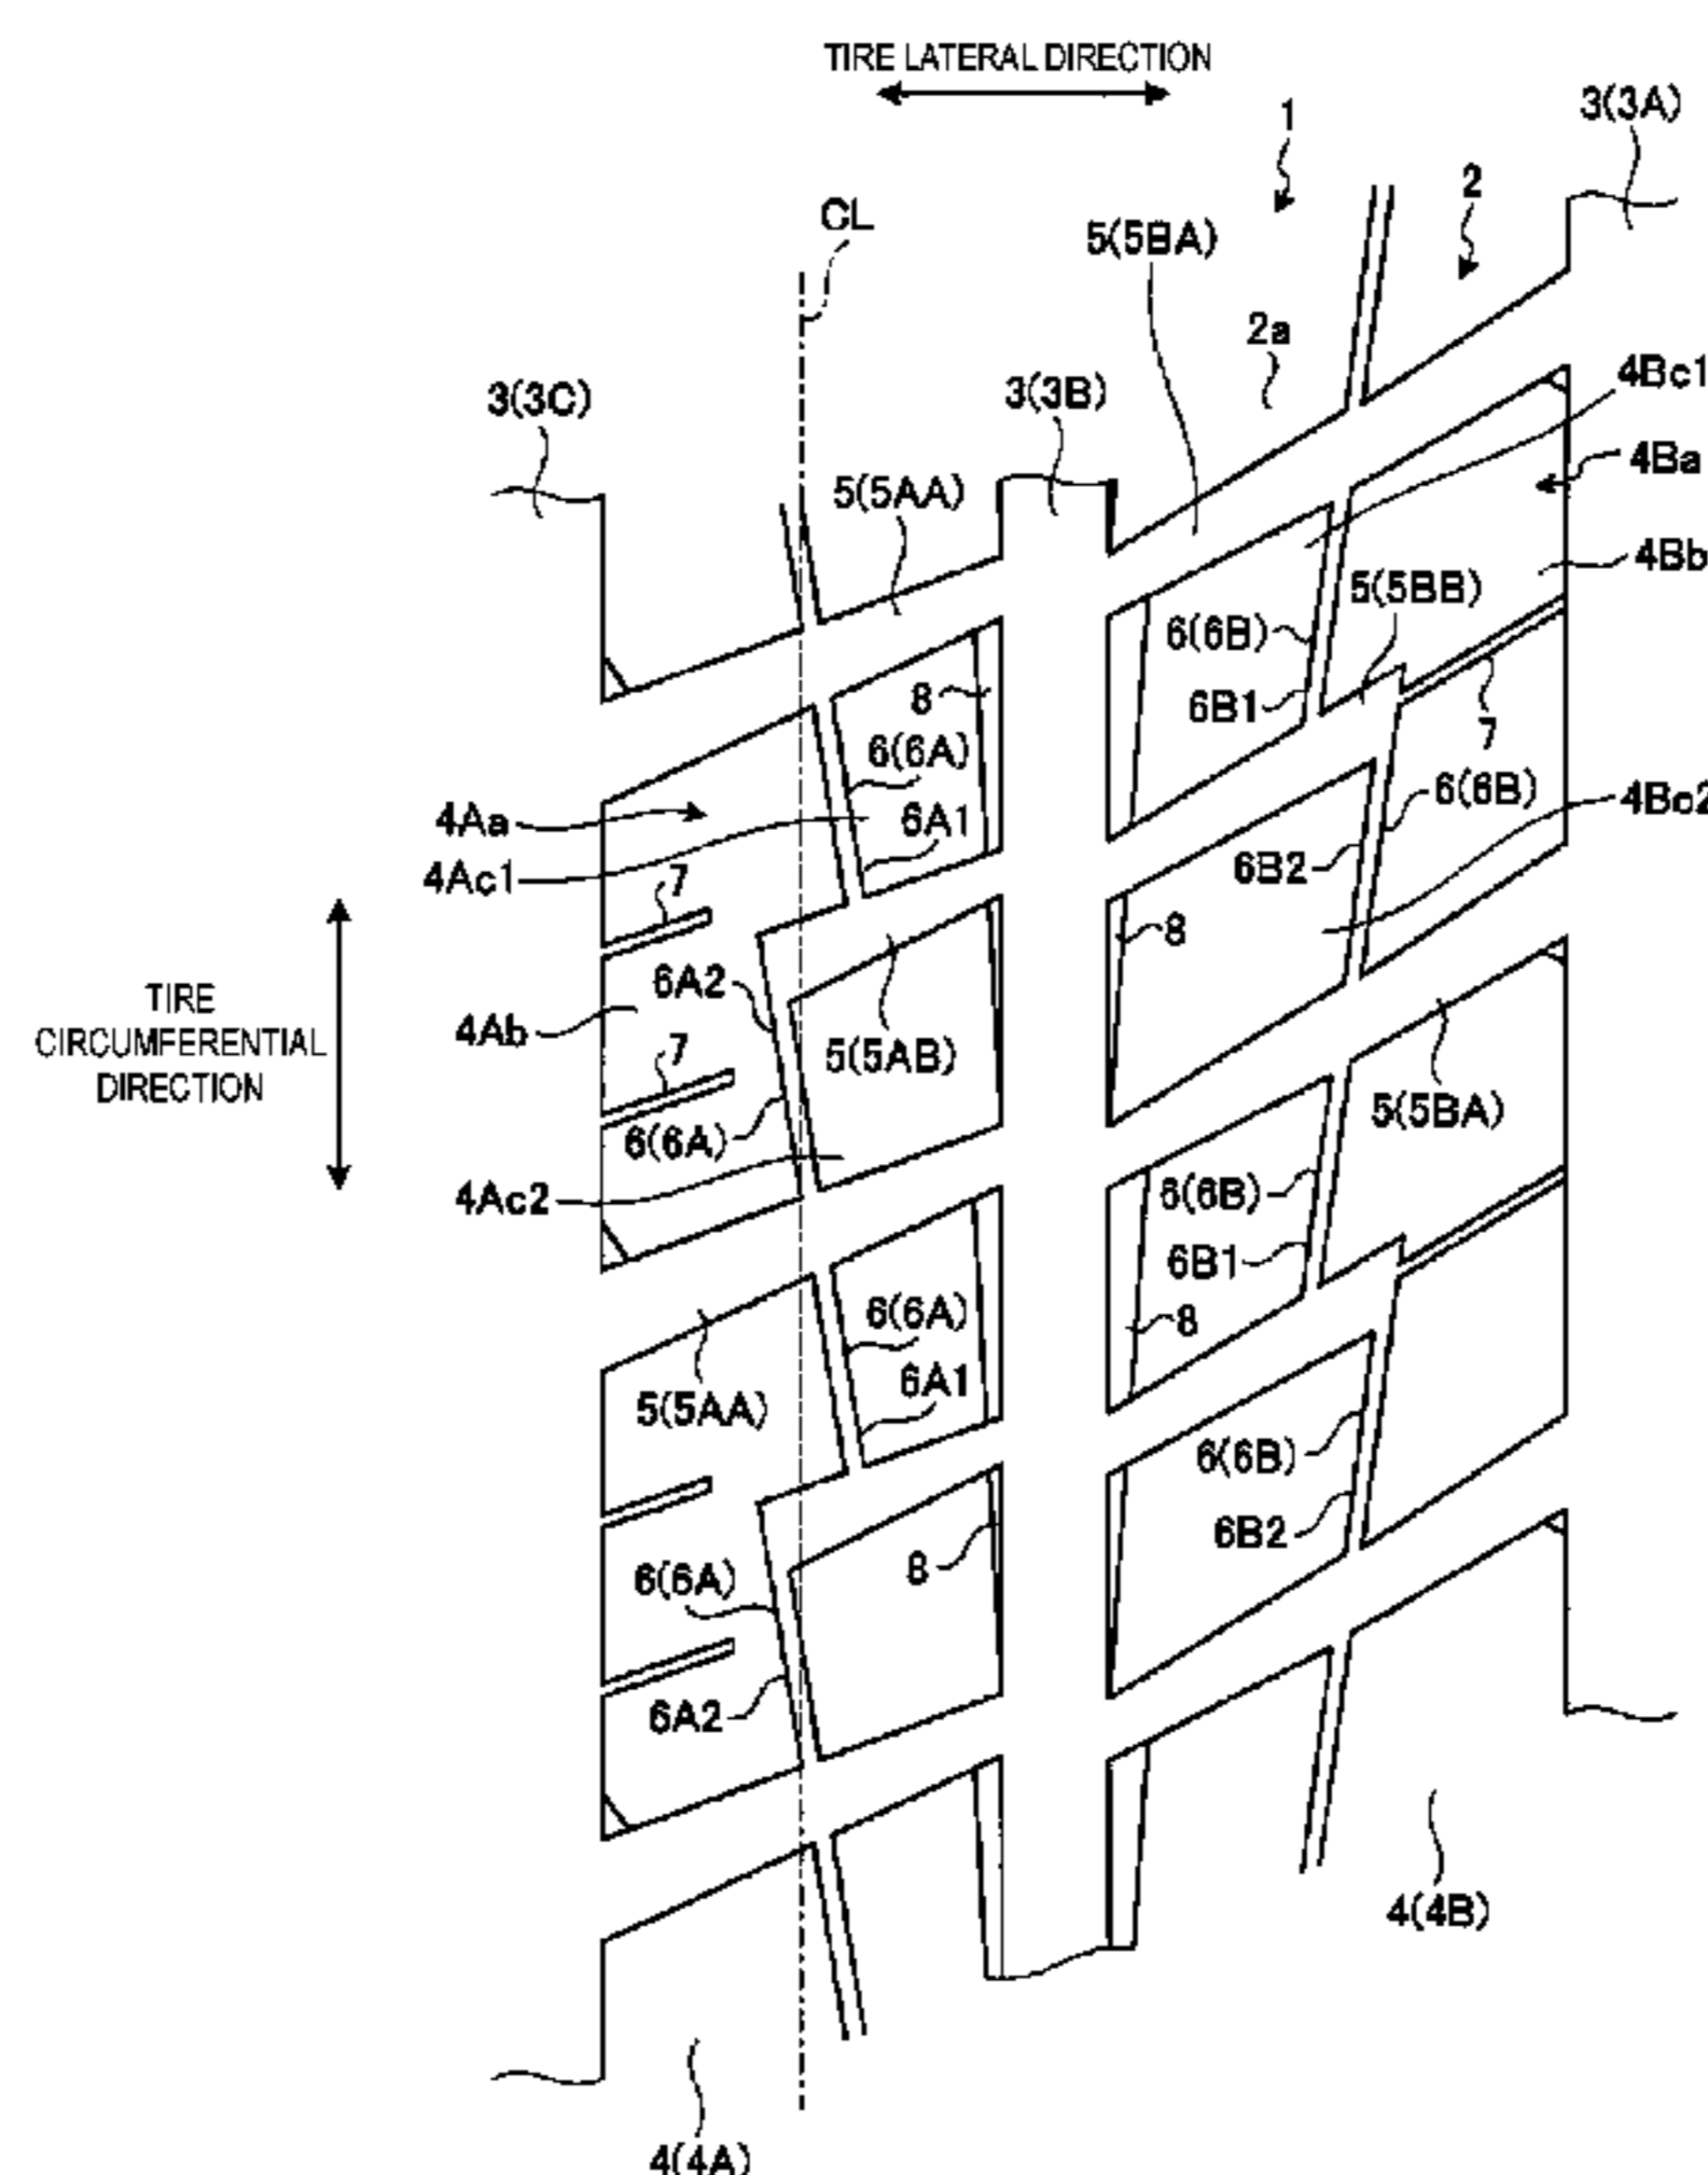 TIRE LATERAL DIRECTION
1
3(3A)
2
CL
5(5BA)
2a
4Bc1
3(3C)
3(3B)
4Ba
5(5AA)
4Bb
5(5BB)
6(6B)
8
6B1
7
6(6A)
6(6B)
4Bc2
4Aa
6A1
6B2
4Ac1
7
8
6A2
TIRE
CIRCUMFERENTIAL
DIRECTION
4Ab
7
5(5AB)
5(5BA)
6(6A)
6(6B)
4Ac2
6B1
6(6A)
8
6A1
5(5AA)
6(6B)
6B2
8
6(6A)
6A2
4(4B)
4(4A)